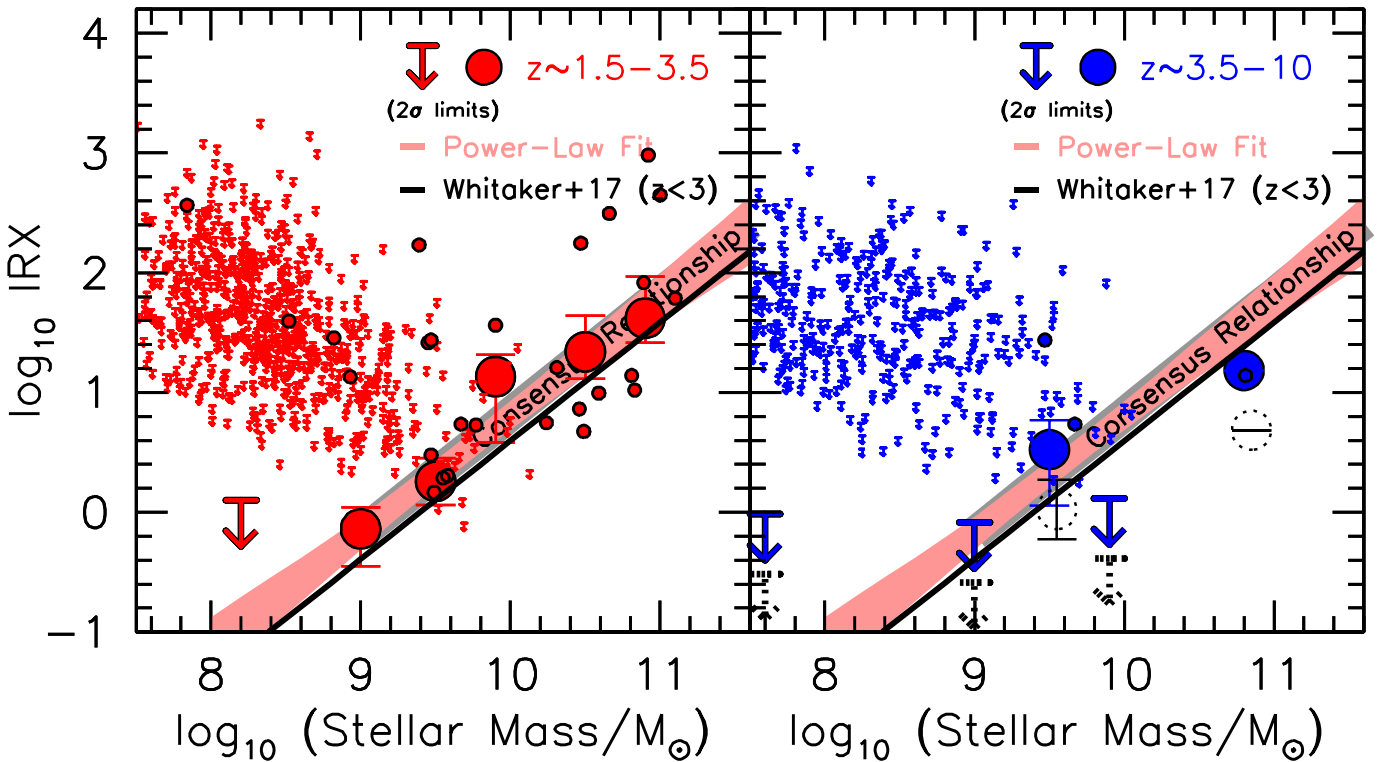 4
3
2
1
0
−1
log10 IRX
z~1.5−3.5
(2σ limits)
Power−Law Fit
Whitaker+17 (z<3)
Consensus Relationship
8 9 10 11
log10 (Stellar Mass/M⊙)
z~3.5−10
(2σ limits)
Power−Law Fit
Whitaker+17 (z<3)
Consensus Relationship
8 9 10 11
log10 (Stellar Mass/M⊙)